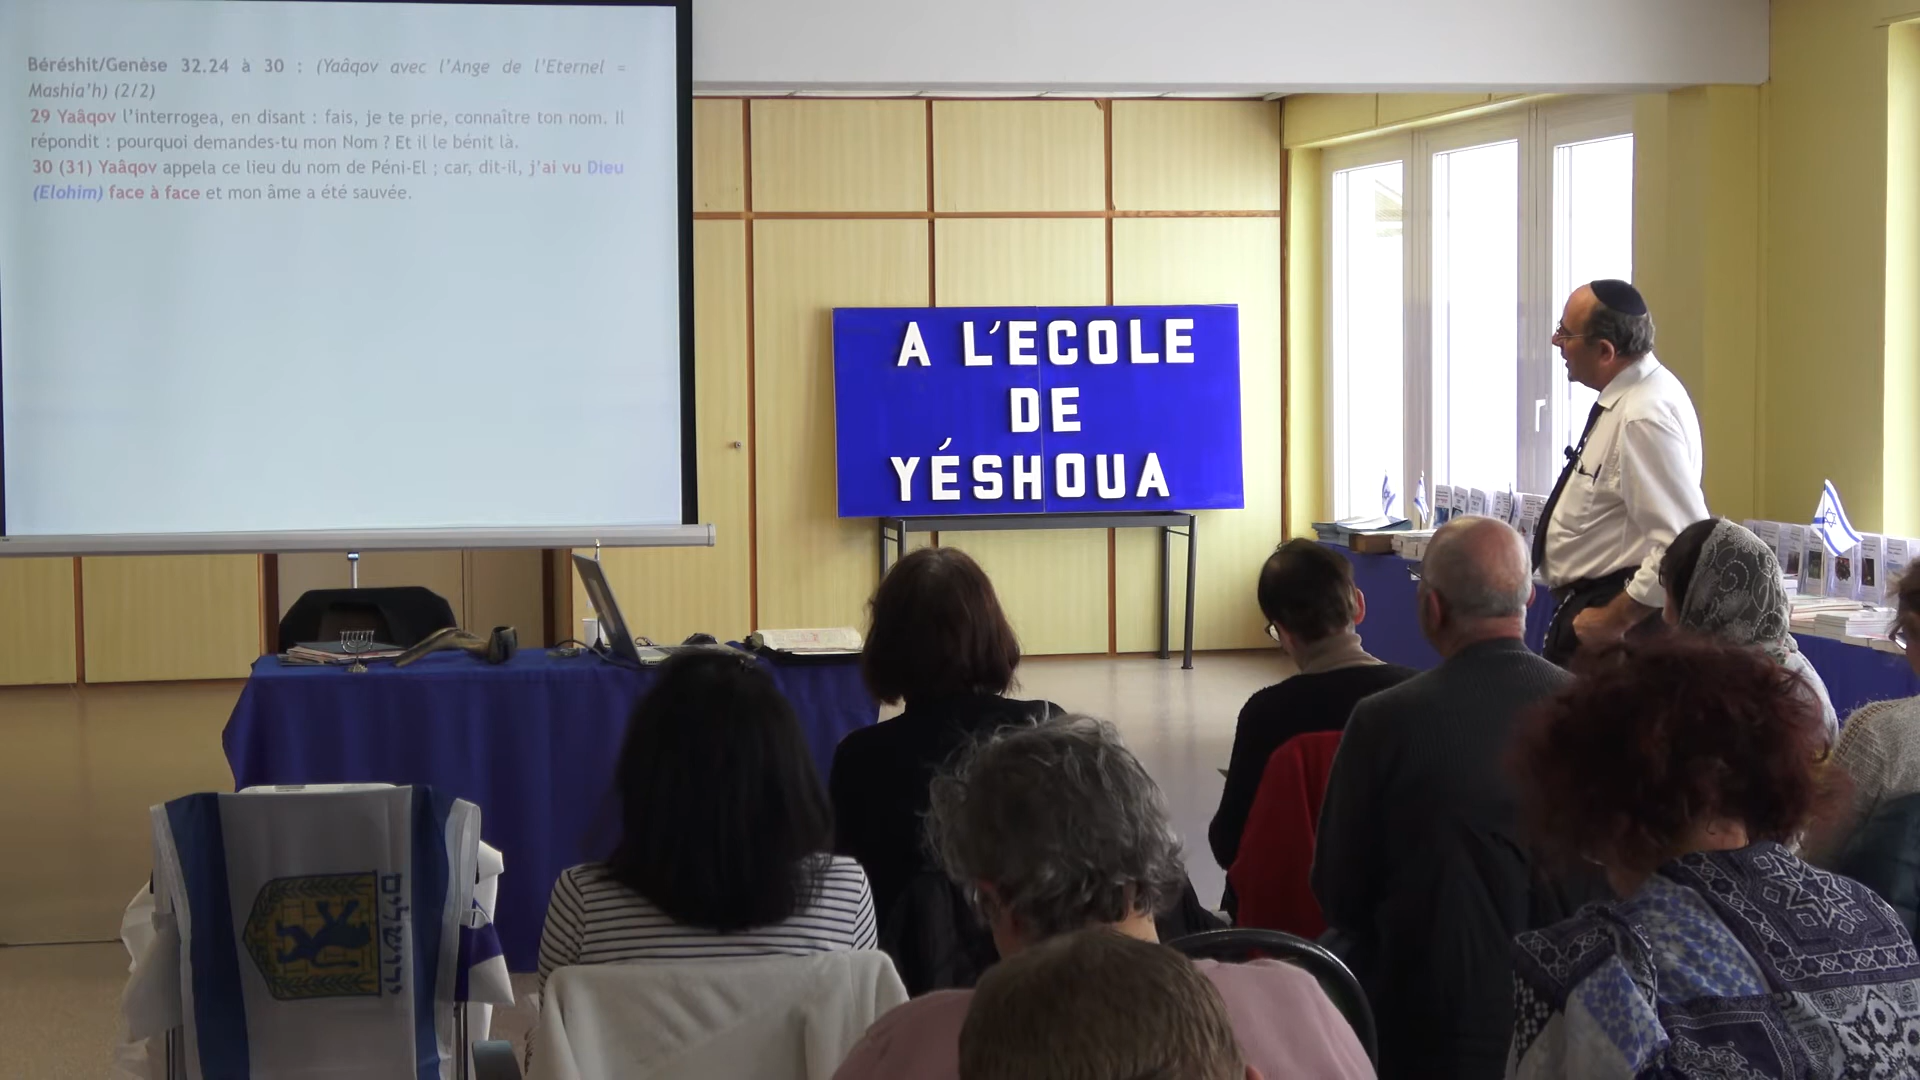 Béréshit/Genèse 32.24 à 30 : (Yaâqov avec l'Ange de l'Eternel =
Mashia'h) (2/2)
29 Yaâqov l'interrogea, en disant : fais, je te prie, connaître ton nom. Il
répondit : pourquoi demandes-tu mon Nom ? Et il le bénit là.
30 (31) Yaâqov appela ce lieu du nom de Péni-El ; car, dit-il, j'ai vu Dieu
(Elohim) face à face et mon âme a été sauvée.
A L'ECOLE
DE
YÉSHOUA
ירושלים